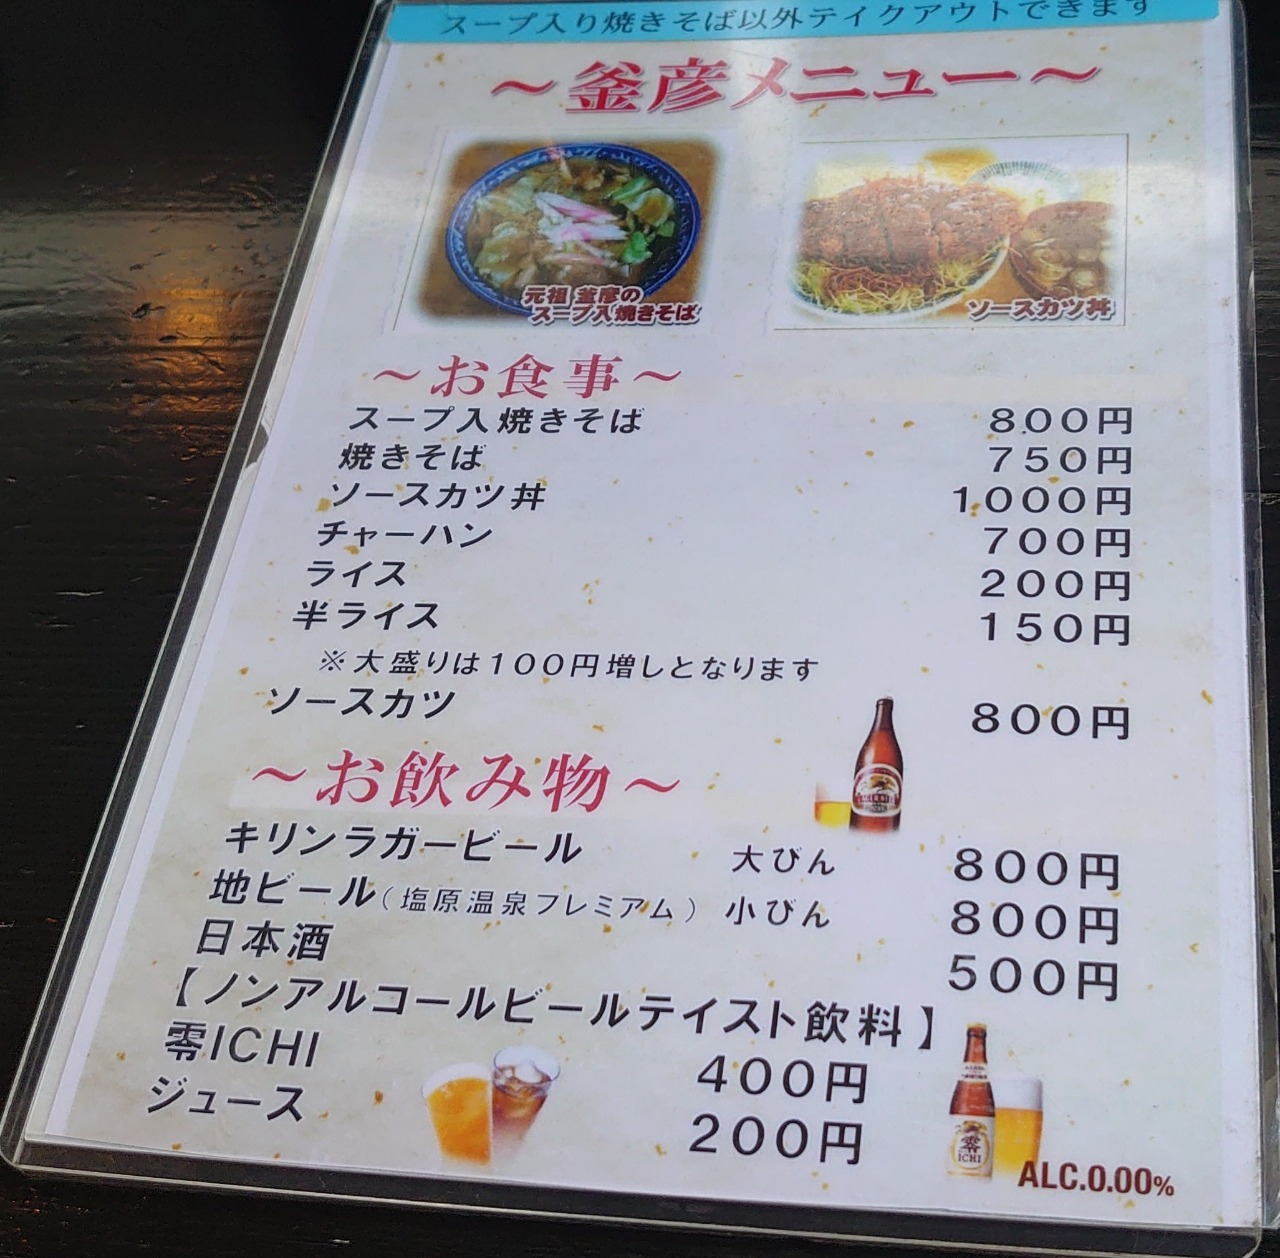 スープ入り焼きそば以外テイクアウトできます
～釜彦メニュー～
元祖 釜彦の
スープ入焼きそば
ソースカツ丼
～お食事～
スープ入焼きそば 800円
焼きそば 750円
ソースカツ丼 1000円
チャーハン 700円
ライス 200円
半ライス 150円
※大盛りは100円増しとなります
ソースカツ 800円
～お飲み物～
キリンラガービール 大びん 800円
地ビール(塩原温泉プレミアム) 小びん 800円
日本酒 500円
【ノンアルコールビールテイスト飲料】
零ICHI 400円
ジュース 200円
零
ICHI
ALC.0.00%